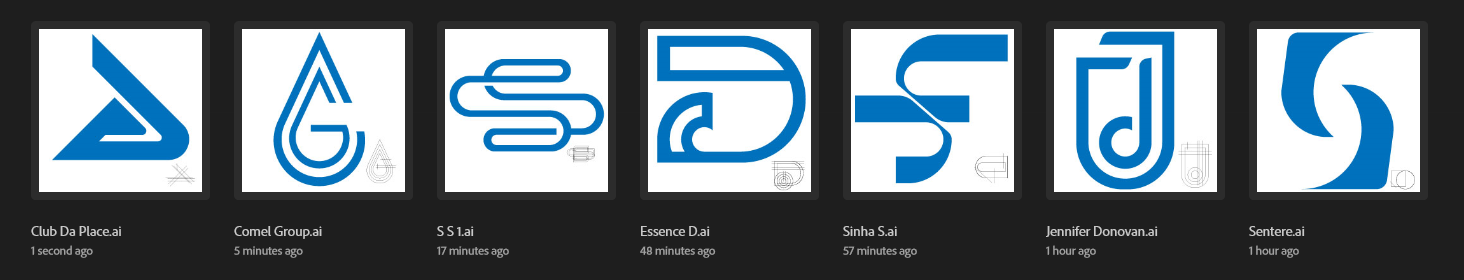 Club Da Place.ai
1 second ago
Comel Group.ai
5 minutes ago
S S 1.ai
17 minutes ago
Essence D.ai
48 minutes ago
Sinha S.ai
57 minutes ago
Jennifer Donovan.ai
1 hour ago
Sentere.ai
1 hour ago